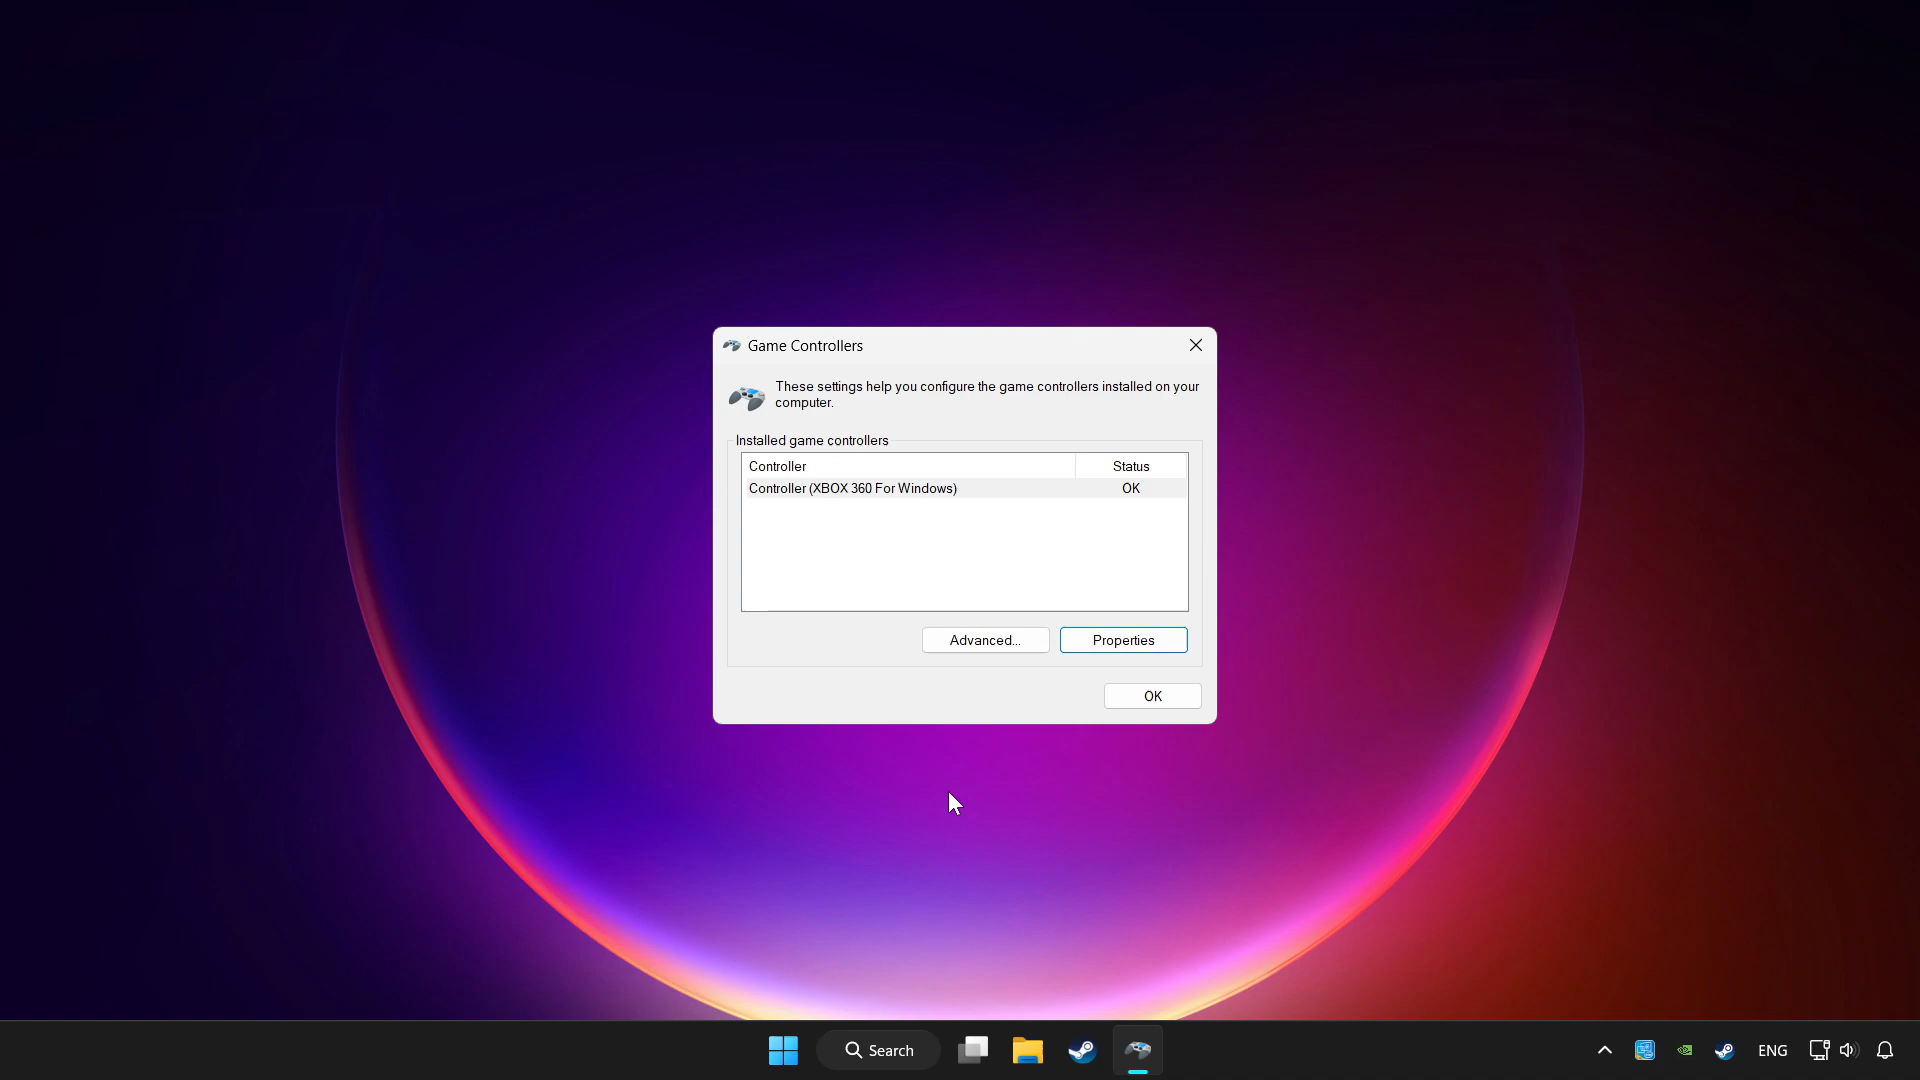 Game Controllers
These settings help you configure the game controllers installed on your
computer.
Installed game controllers
Controller Status
Controller (XBOX 360 For Windows) OK
Advanced... Properties
OK
Search ENG